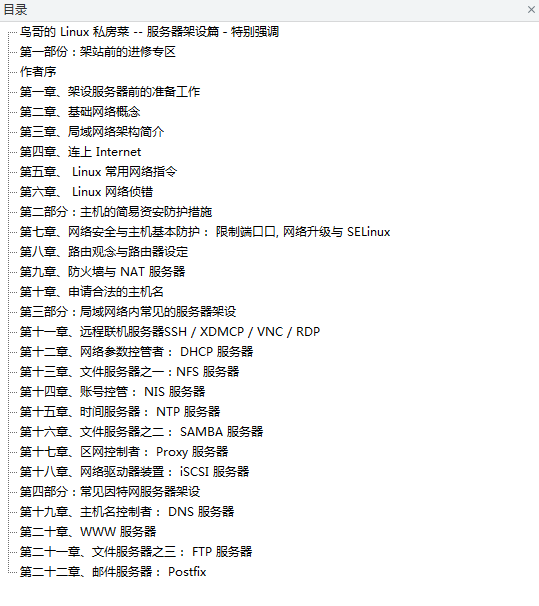 目录
鸟哥的 Linux 私房菜 -- 服务器架设篇 - 特别强调
第一部份：架站前的进修专区
作者序
第一章、架设服务器前的准备工作
第二章、基础网络概念
第三章、局域网络架构简介
第四章、连上 Internet
第五章、 Linux 常用网络指令
第六章、 Linux 网络侦错
第二部分：主机的简易资安防护措施
第七章、网络安全与主机基本防护： 限制端口口, 网络升级与 SELinux
第八章、路由观念与路由器设定
第九章、防火墙与 NAT 服务器
第十章、申请合法的主机名
第三部分：局域网络内常见的服务器架设
第十一章、远程联机服务器SSH / XDMCP / VNC / RDP
第十二章、网络参数控管者： DHCP 服务器
第十三章、文件服务器之一：NFS 服务器
第十四章、账号控管： NIS 服务器
第十五章、时间服务器： NTP 服务器
第十六章、文件服务器之二： SAMBA 服务器
第十七章、区网控制者： Proxy 服务器
第十八章、网络驱动器装置： iSCSI 服务器
第四部分：常见因特网服务器架设
第十九章、主机名控制者： DNS 服务器
第二十章、WWW 服务器
第二十一章、文件服务器之三： FTP 服务器
第二十二章、邮件服务器： Postfix